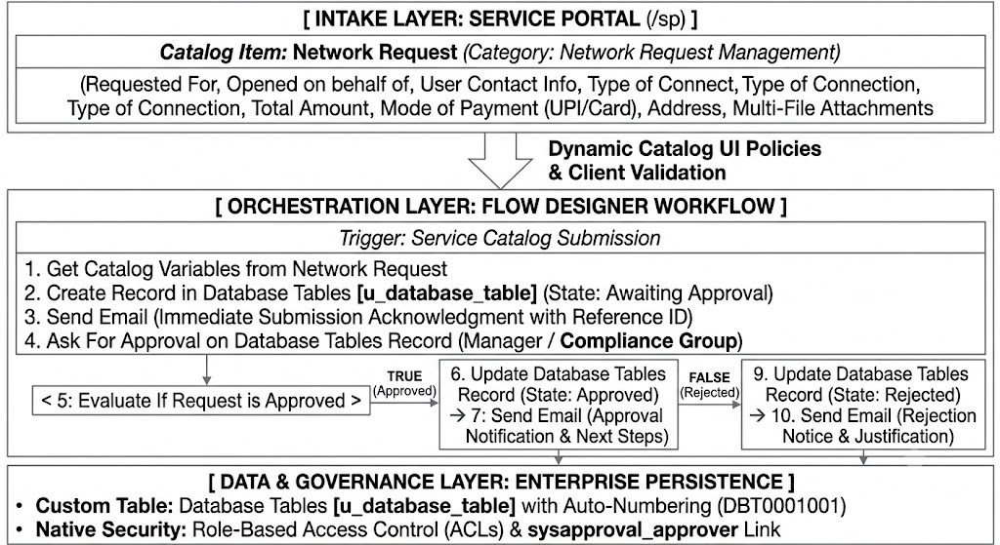 [ INTAKE LAYER: SERVICE PORTAL (/sp) ]
Catalog Item: Network Request (Category: Network Request Management)
(Requested For, Opened on behalf of, User Contact Info, Type of Connect, Type of Connection,
Type of Connection, Total Amount, Mode of Payment (UPI/Card), Address, Multi-File Attachments
Dynamic Catalog UI Policies
& Client Validation
[ ORCHESTRATION LAYER: FLOW DESIGNER WORKFLOW ]
Trigger: Service Catalog Submission
1. Get Catalog Variables from Network Request
2. Create Record in Database Tables [u_database_table] (State: Awaiting Approval)
3. Send Email (Immediate Submission Acknowledgment with Reference ID)
4. Ask For Approval on Database Tables Record (Manager / Compliance Group)
< 5: Evaluate If Request is Approved >
TRUE
(Approved)
6. Update Database Tables
Record (State: Approved)
→ 7: Send Email (Approval
Notification & Next Steps)
FALSE
(Rejected)
9. Update Database Tables
Record (State: Rejected)
→ 10. Send Email (Rejection
Notice & Justification)
[ DATA & GOVERNANCE LAYER: ENTERPRISE PERSISTENCE ]
• Custom Table: Database Tables [u_database_table] with Auto-Numbering (DBT0001001)
• Native Security: Role-Based Access Control (ACLs) & sysapproval_approver Link